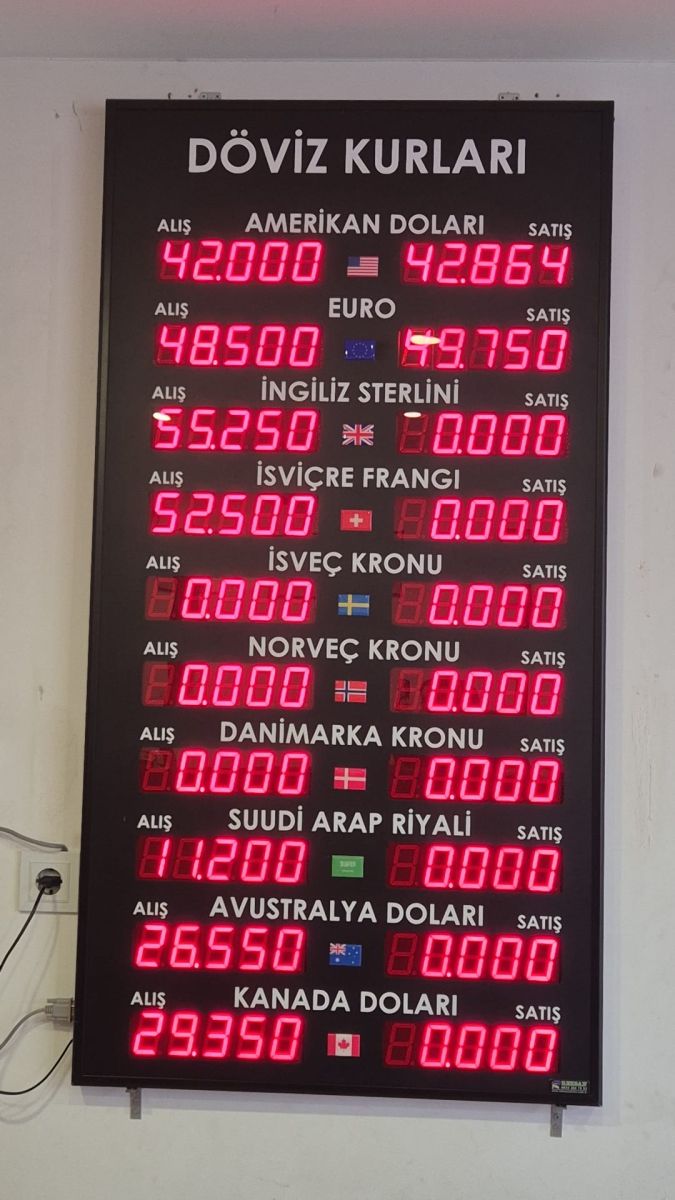 DÖVİZ KURLARI
ALIŞ AMERİKAN DOLARI SATIŞ
42.000 42.864
ALIŞ EURO SATIŞ
48.500 49.750
ALIŞ İNGİLİZ STERLİNİ SATIŞ
55.250 0.000
ALIŞ İSVİÇRE FRANGI SATIŞ
52.500 0.000
ALIŞ İSVEÇ KRONU SATIŞ
0.000 0.000
ALIŞ NORVEÇ KRONU SATIŞ
0.000 0.000
ALIŞ DANİMARKA KRONU SATIŞ
0.000 0.000
ALIŞ SUUDİ ARAP RİYALİ SATIŞ
11.200 0.000
ALIŞ AVUSTRALYA DOLARI SATIŞ
26.550 0.000
ALIŞ KANADA DOLARI SATIŞ
29.350 0.000